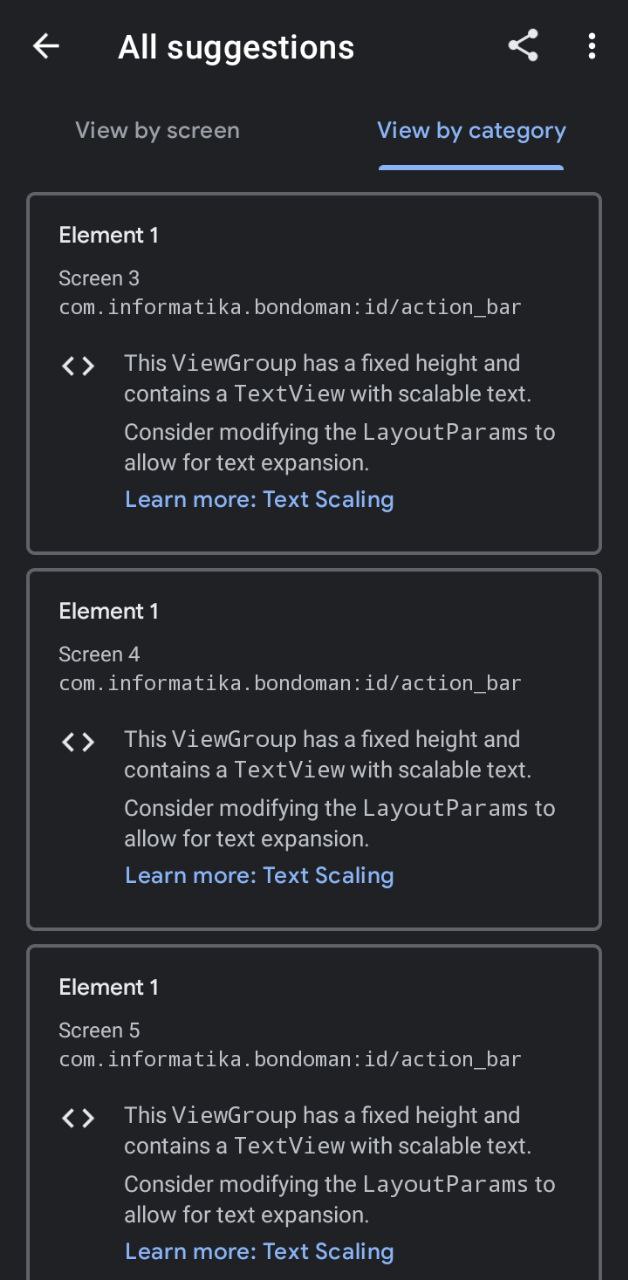 All suggestions
View by screen
View by category
Element 1
Screen 3
com.informatika.bondoman:id/action_bar
This ViewGroup has a fixed height and
contains a TextView with scalable text.
Consider modifying the LayoutParams to
allow for text expansion.
Learn more: Text Scaling
Element 1
Screen 4
com.informatika.bondoman:id/action_bar
This ViewGroup has a fixed height and
contains a TextView with scalable text.
Consider modifying the LayoutParams to
allow for text expansion.
Learn more: Text Scaling
Element 1
Screen 5
com.informatika.bondoman:id/action_bar
This ViewGroup has a fixed height and
contains a TextView with scalable text.
Consider modifying the LayoutParams to
allow for text expansion.
Learn more: Text Scaling